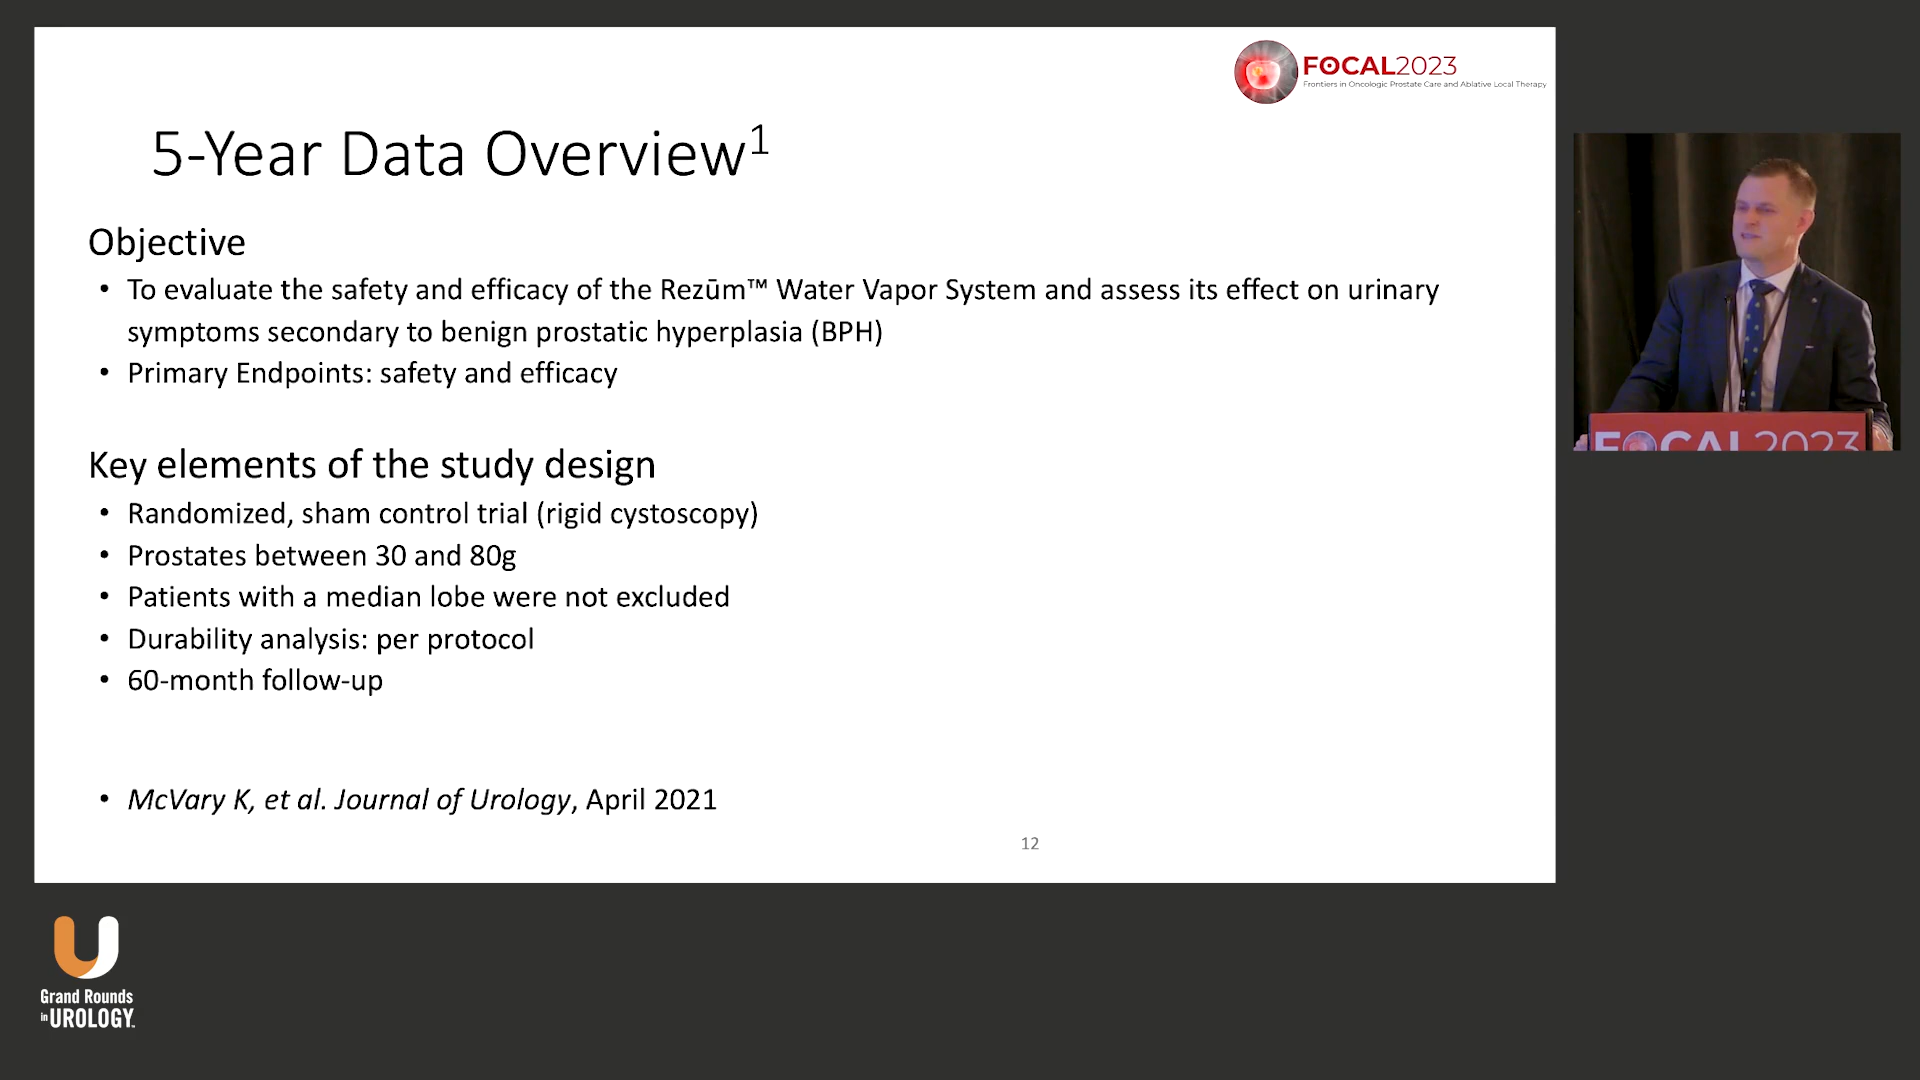 FOCAL2023
Frontiers in Oncologic Prostate Care and Ablative Local Therapy
5-Year Data Overview¹
Objective
• To evaluate the safety and efficacy of the Rezūm™ Water Vapor System and assess its effect on urinary
symptoms secondary to benign prostatic hyperplasia (BPH)
• Primary Endpoints: safety and efficacy
Key elements of the study design
• Randomized, sham control trial (rigid cystoscopy)
• Prostates between 30 and 80g
• Patients with a median lobe were not excluded
• Durability analysis: per protocol
• 60-month follow-up
• McVary K, et al. Journal of Urology, April 2021
12
FOCAL 2023
Grand Rounds
in UROLOGY™